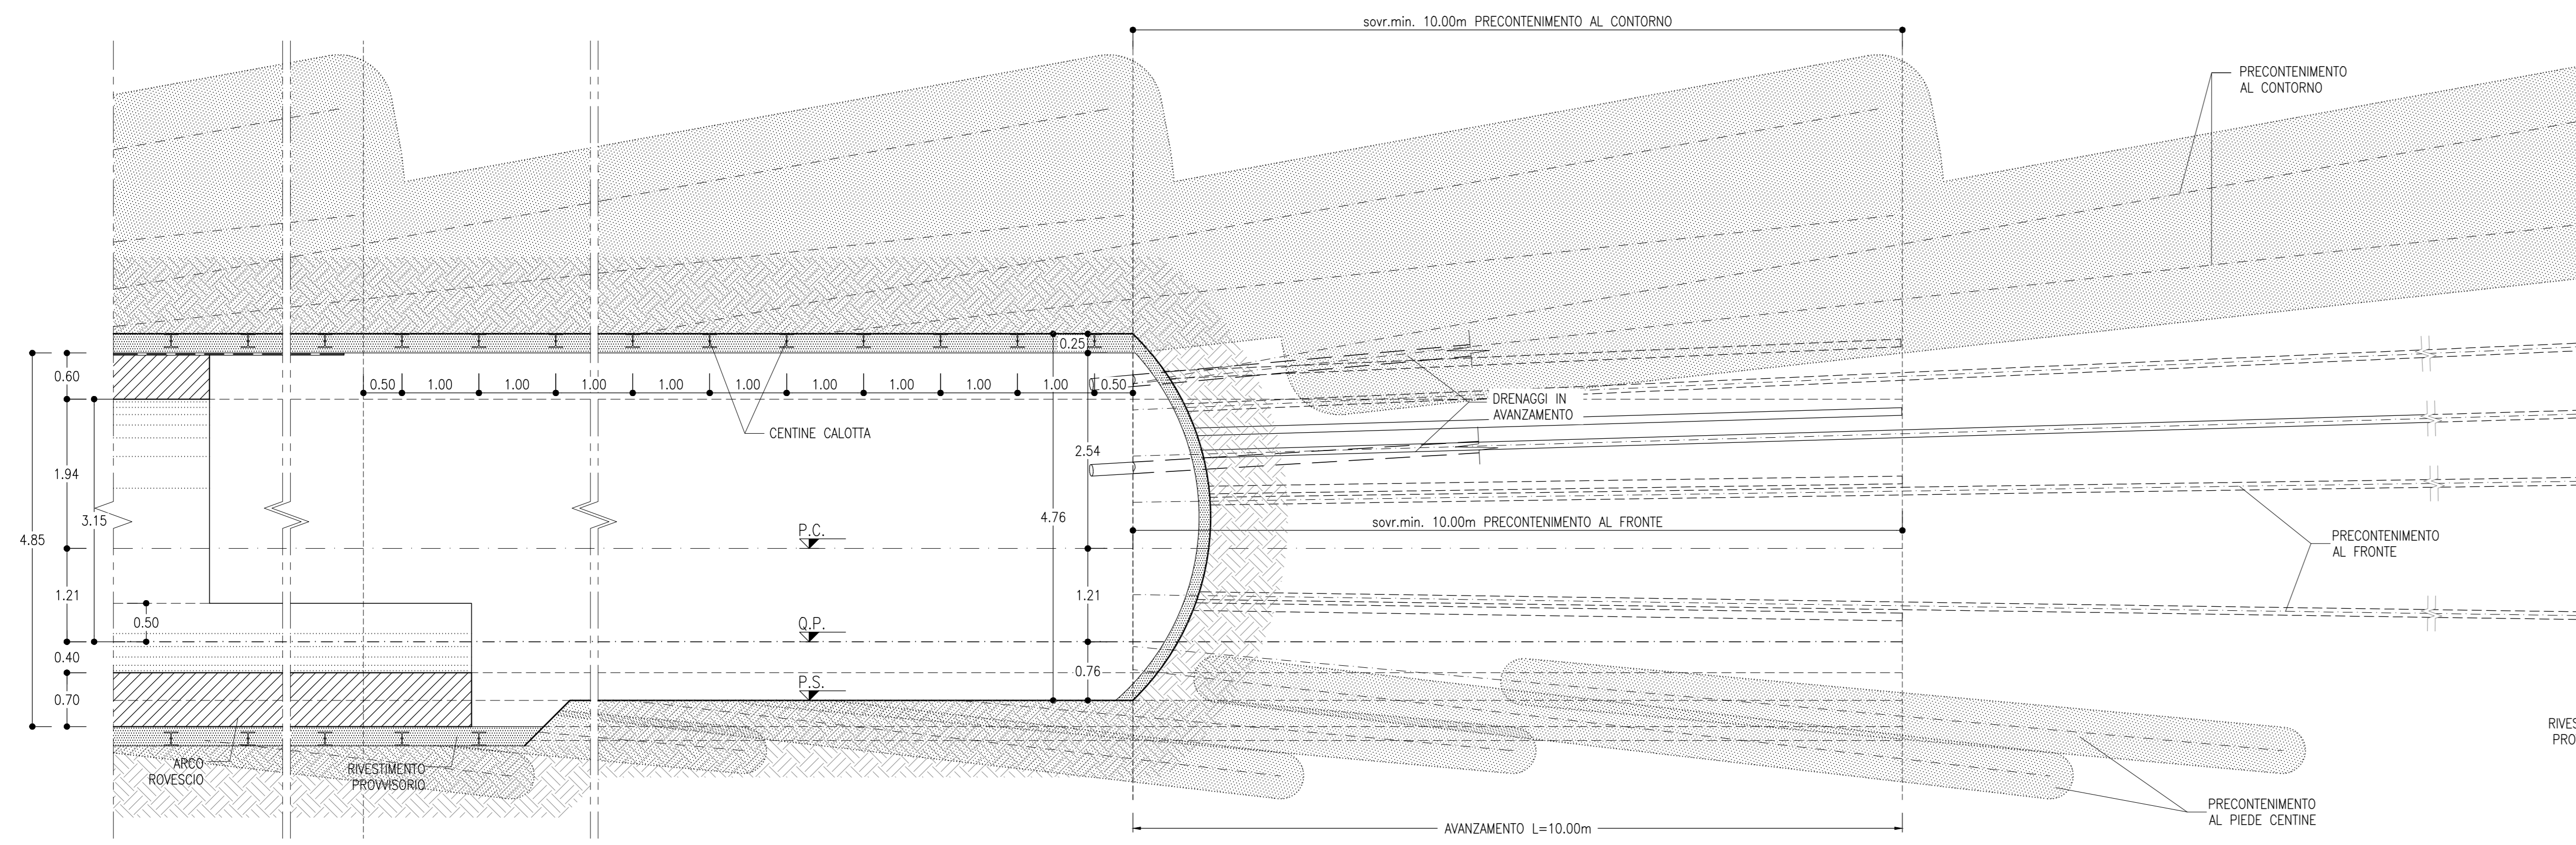 sovr.min. 10.00m PRECONTENIMENTO AL CONTORNO
PRECONTENIMENTO
AL CONTORNO
0.25
0.60
0.50 1.00 1.00 1.00 1.00 1.00 1.00 1.00 1.00 1.00 0.50
DRENAGGI IN
AVANZAMENTO
CENTINE CALOTTA
2.54
1.94
3.15
4.76
4.85
sovr.min. 10.00m PRECONTENIMENTO AL FRONTE
P.C.
PRECONTENIMENTO
AL FRONTE
1.21
1.21
0.50
Q.P.
0.40
0.76
P.S.
0.70
ARCO
ROVESCIO
RIVESTIMENTO
PROVVISORIO
RIVES
PRO
PRECONTENIMENTO
AL PIEDE CENTINE
AVANZAMENTO L=10.00m